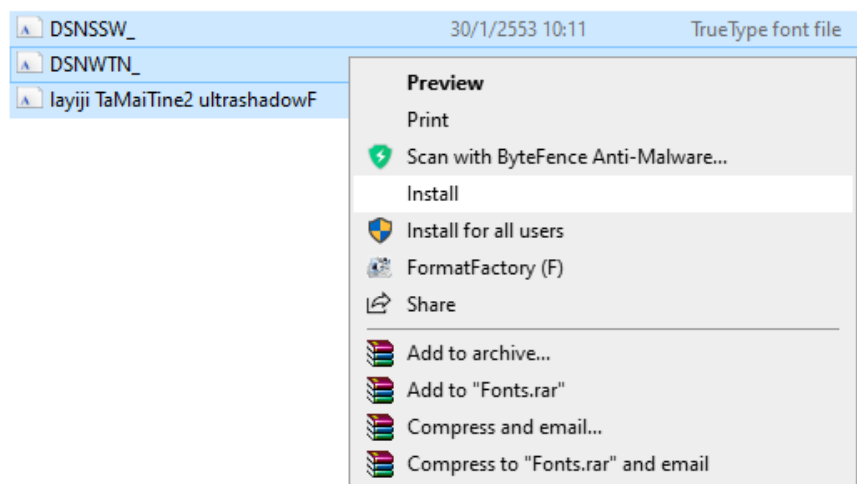 DSNSSW_ 30/1/2553 10:11 TrueType font file
DSNWTN_
layiji TaMaiTine2 ultrashadowF
Preview
Print
Scan with ByteFence Anti-Malware...
Install
Install for all users
FormatFactory (F)
Share
Add to archive...
Add to "Fonts.rar"
Compress and email...
Compress to "Fonts.rar" and email